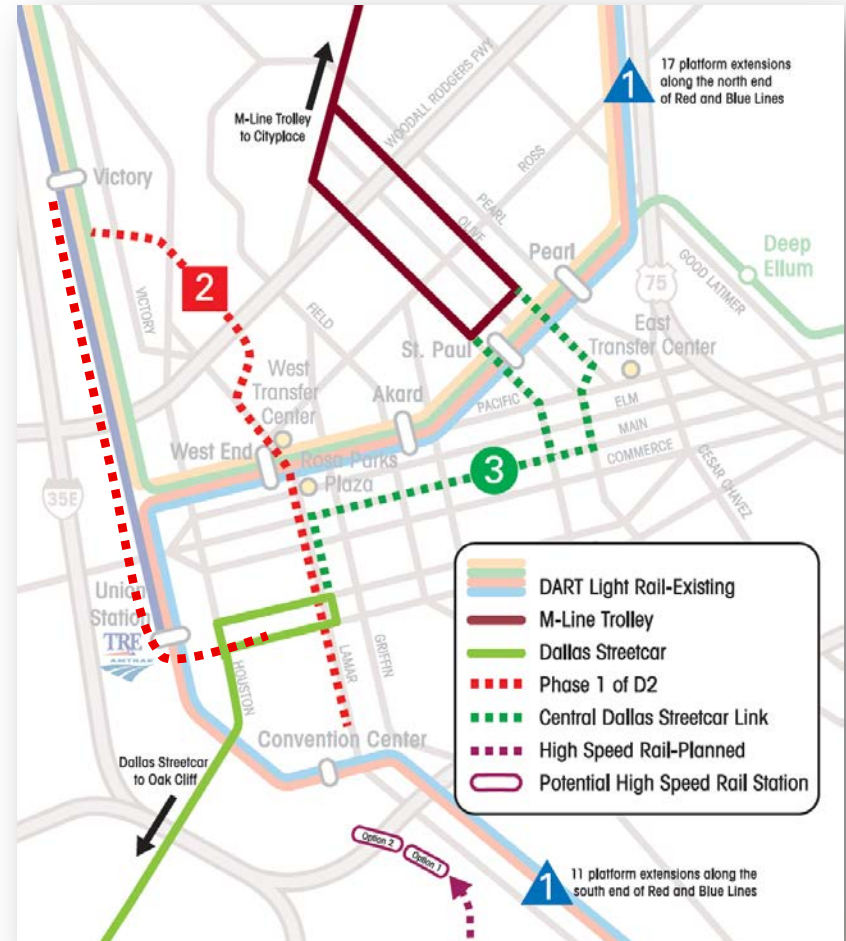 17 platform extensions
along the north end
of Red and Blue Lines
1
M-Line Trolley
to Cityplace
WOODALL RODGERS FWY
ROSS
PEARL
OLIVE
Victory
2
VICTORY
FIELD
Pearl
75
GOOD LATIMER
Deep
Ellum
St. Paul
East
Transfer Center
West
Transfer
Center
Akard
PACIFIC
ELM
MAIN
COMMERCE
CESAR CHAVEZ
West End
Rosa Parks
Plaza
3
35E
Union
Station
TRE
AMTRAK
HOUSTON
LAMAR
GRIFFIN
Convention Center
Dallas Streetcar
to Oak Cliff
DART Light Rail-Existing
M-Line Trolley
Dallas Streetcar
Phase 1 of D2
Central Dallas Streetcar Link
High Speed Rail-Planned
Potential High Speed Rail Station
Option 2
Option 1
1
11 platform extensions along the
south end of Red and Blue Lines